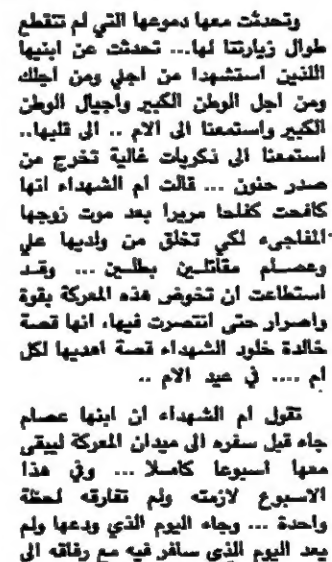 وتحدثت معها دموعها التي لم تنقطع
طوال زيارتنا لها... تحدثت عن ابنيها
اللذين استشهدا من اجلي ومن اجلك
ومن اجل الوطن الكبير واجيال الوطن
الكبير واستمعنا الى الام .. الى قلبها..
استمعنا الى ذكريات غالية تخرج من
صدر حنون ... قالت ام الشهداء انها
كافحت كفاحا مريرا بعد موت زوجها
المفاجىء لكي تخلق من ولديها علي
وعصام مقاتلين بطلين ... وقد
استطاعت ان تخوض هذه المعركة بقوة
واصرار حتى انتصرت فيها، انها قصة
خالدة خلود الشهداء قصة اهديها لكل
ام .... في عيد الام ..
تقول ام الشهداء ان ابنها عصام
جاء قبل سفره الى ميدان المعركة ليبقى
معها اسبوعا كاملا ... وفي هذا
الاسبوع لازمته ولم تفارقه لحظة
واحدة ... وجاء اليوم الذي ودعها ولم
يعد اليوم الذي سافر فيه مع رفاقه الى